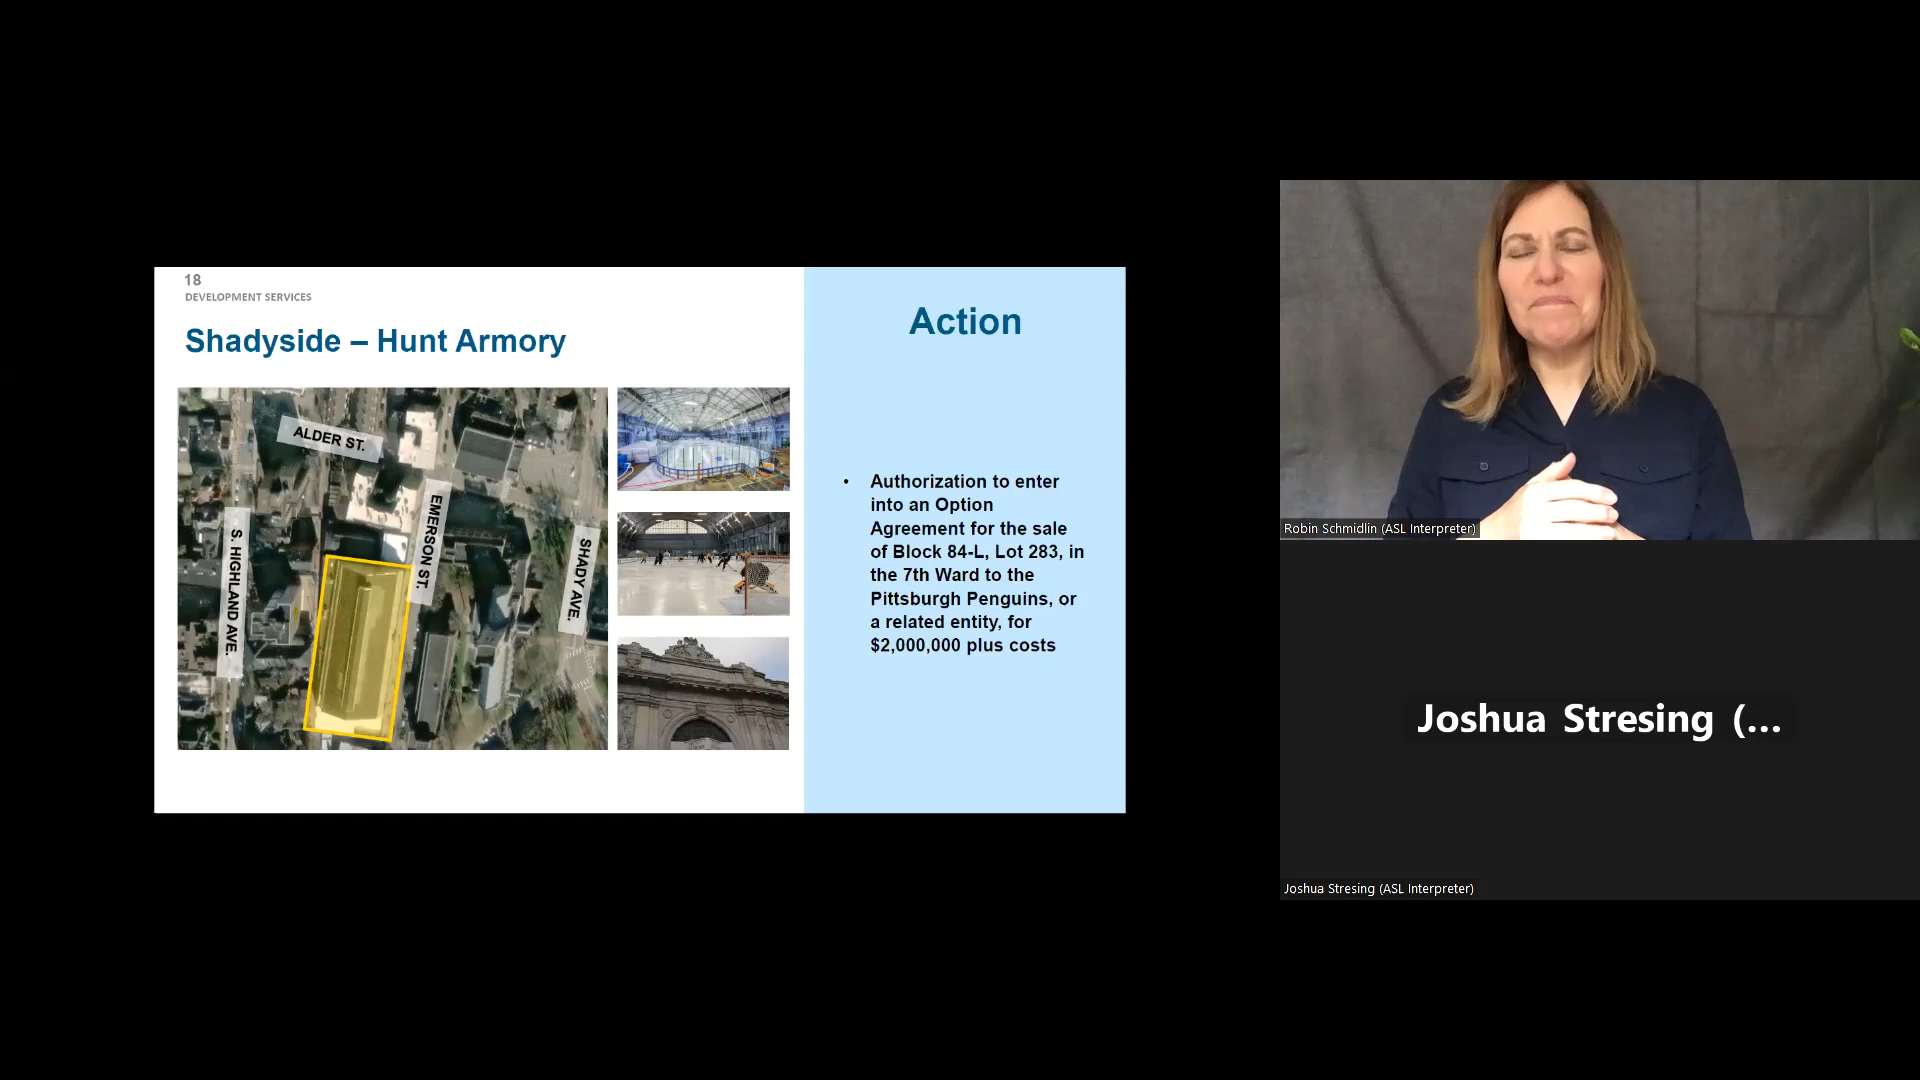 18
DEVELOPMENT SERVICES
Shadyside – Hunt Armory
ALDER ST.
EMERSON ST.
S. HIGHLAND AVE.
SHADY AVE.
Action
• Authorization to enter
into an Option
Agreement for the sale
of Block 84-L, Lot 283, in
the 7th Ward to the
Pittsburgh Penguins, or
a related entity, for
$2,000,000 plus costs
Robin Schmidlin (ASL Interpreter)
Joshua Stresing (...
Joshua Stresing (ASL Interpreter)